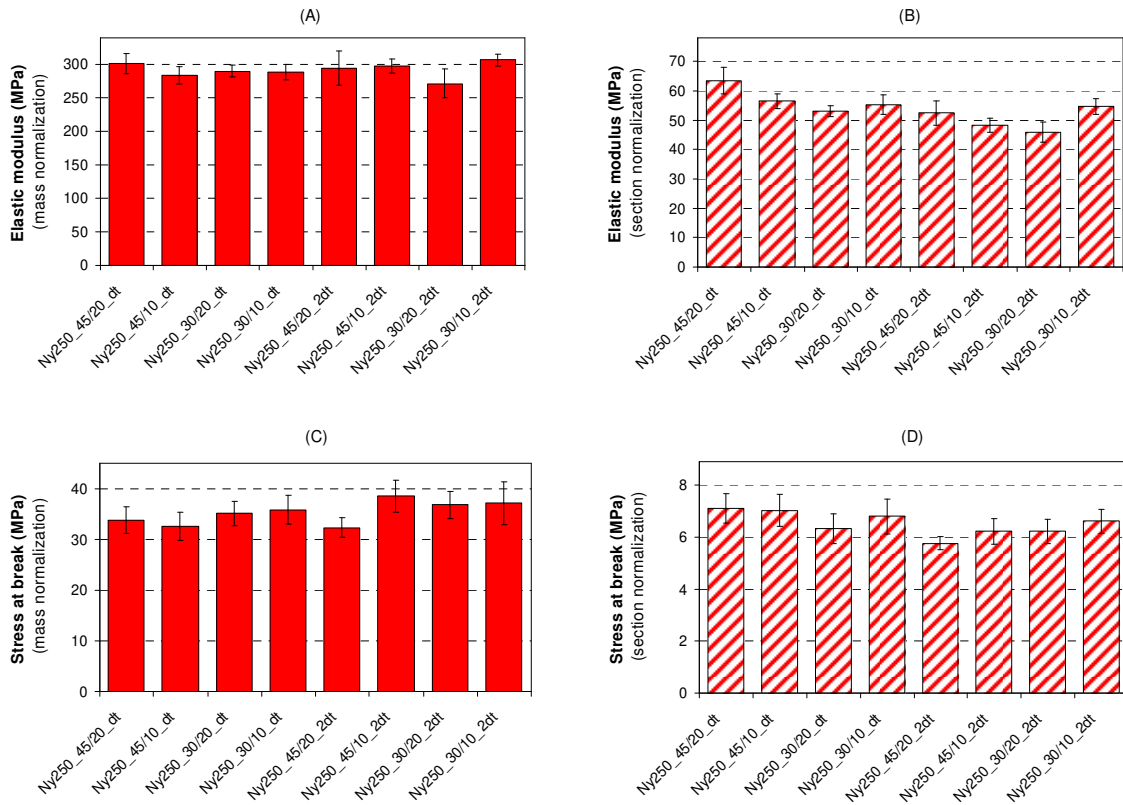 (A)
Elastic modulus (MPa)
(mass normalization)
300
250
200
150
100
50
0
Ny250_45/20_dt
Ny250_45/10_dt
Ny250_30/20_dt
Ny250_30/10_dt
Ny250_45/20_2dt
Ny250_45/10_2dt
Ny250_30/20_2dt
Ny250_30/10_2dt
(B)
Elastic modulus (MPa)
(section normalization)
70
60
50
40
30
20
10
0
Ny250_45/20_dt
Ny250_45/10_dt
Ny250_30/20_dt
Ny250_30/10_dt
Ny250_45/20_2dt
Ny250_45/10_2dt
Ny250_30/20_2dt
Ny250_30/10_2dt
(C)
Stress at break (MPa)
(mass normalization)
40
30
20
10
0
Ny250_45/20_dt
Ny250_45/10_dt
Ny250_30/20_dt
Ny250_30/10_dt
Ny250_45/20_2dt
Ny250_45/10_2dt
Ny250_30/20_2dt
Ny250_30/10_2dt
(D)
Stress at break (MPa)
(section normalization)
8
6
4
2
0
Ny250_45/20_dt
Ny250_45/10_dt
Ny250_30/20_dt
Ny250_30/10_dt
Ny250_45/20_2dt
Ny250_45/10_2dt
Ny250_30/20_2dt
Ny250_30/10_2dt